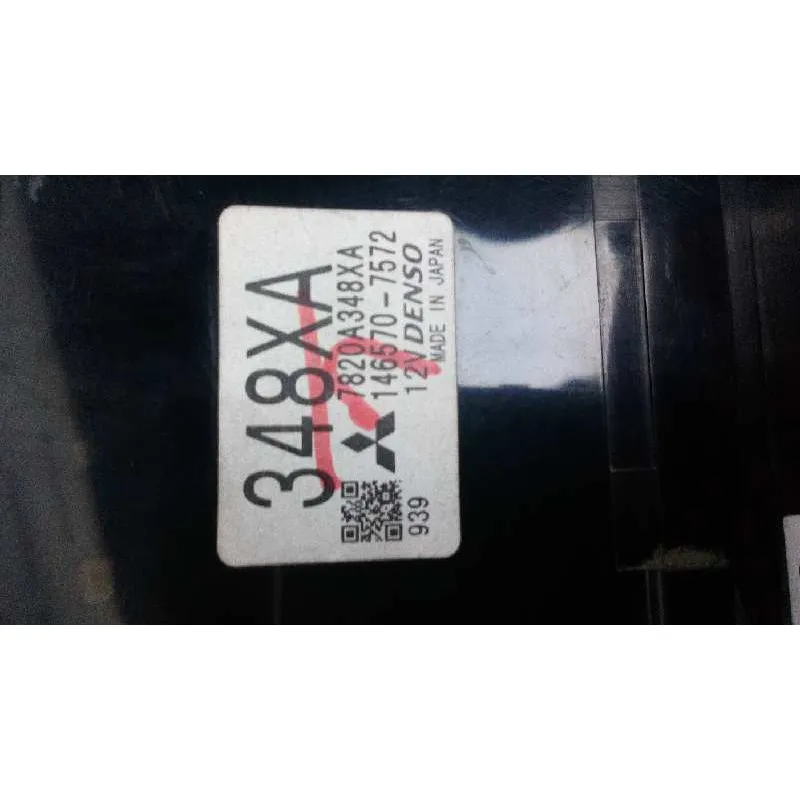 348XA
7820A348XA
146570-7572
12V DENSO
MADE IN JAPAN
939